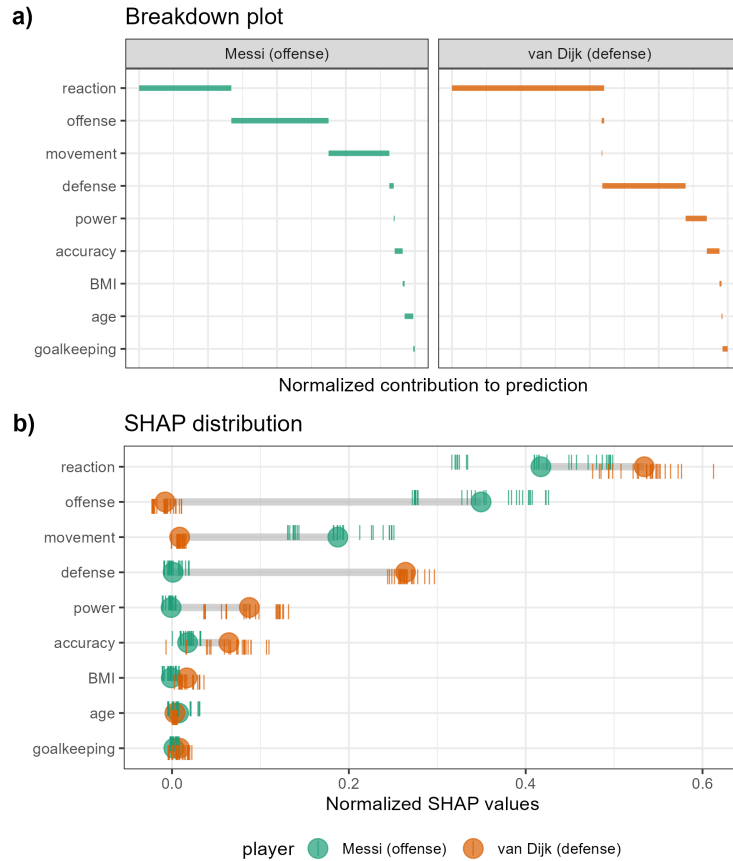 a)
Breakdown plot
Messi (offense)
van Dijk (defense)
reaction
offense
movement
defense
power
accuracy
BMI
age
goalkeeping
Normalized contribution to prediction
b)
SHAP distribution
reaction
offense
movement
defense
power
accuracy
BMI
age
goalkeeping
0.0
0.2
0.4
0.6
Normalized SHAP values
player
Messi (offense)
van Dijk (defense)